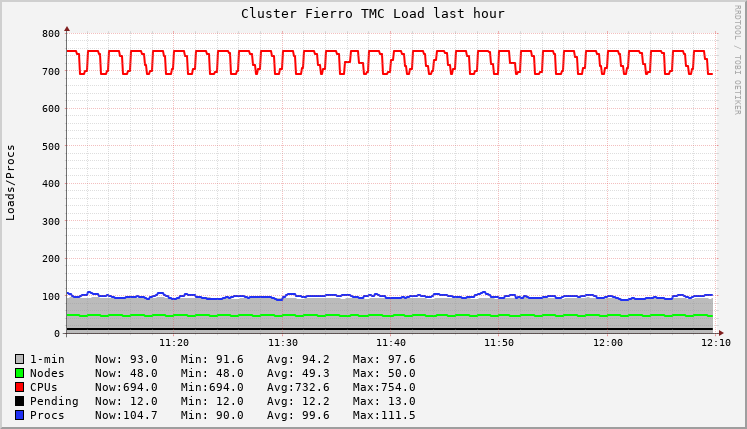 Cluster Fierro TMC Load last hour
RRDTOOL / TOBI OETIKER
Loads/Procs
800
700
600
500
400
300
200
100
0
11:20 11:30 11:40 11:50 12:00 12:10
1-min Now: 93.0 Min: 91.6 Avg: 94.2 Max: 97.6
Nodes Now: 48.0 Min: 48.0 Avg: 49.3 Max: 50.0
CPUs Now:694.0 Min:694.0 Avg:732.6 Max:754.0
Pending Now: 12.0 Min: 12.0 Avg: 12.2 Max: 13.0
Procs Now:104.7 Min: 90.0 Avg: 99.6 Max:111.5